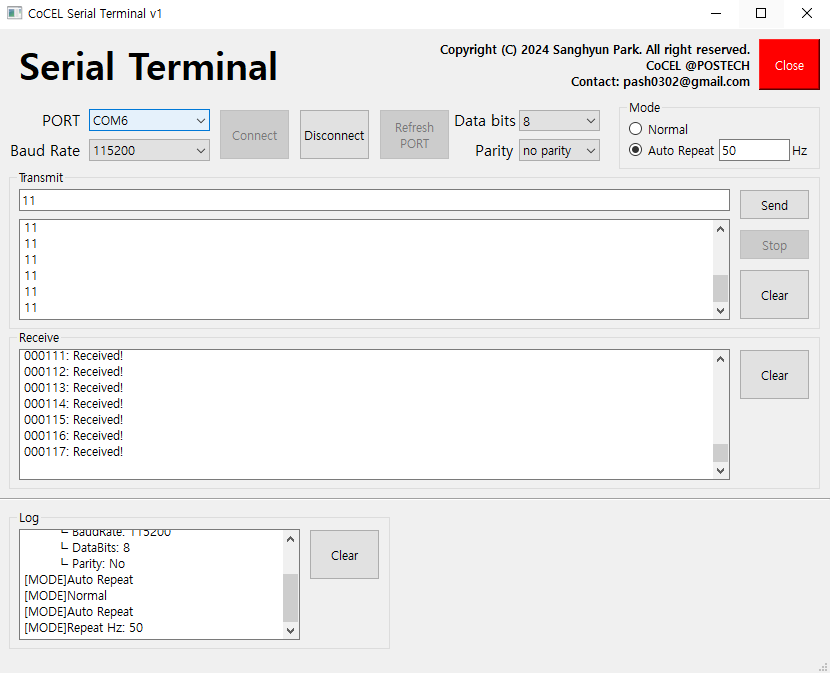 CoCEL Serial Terminal v1
Serial Terminal
Copyright (C) 2024 Sanghyun Park. All right reserved.
CoCEL @POSTECH
Contact: pash0302@gmail.com
Close
PORT COM6
Baud Rate 115200
Connect
Disconnect
Refresh
PORT
Data bits 8
Parity no parity
Mode
Normal
Auto Repeat 50 Hz
Transmit
11
Send
11
11
11
11
11
11
Stop
Clear
Receive
000111: Received!
000112: Received!
000113: Received!
000114: Received!
000115: Received!
000116: Received!
000117: Received!
Clear
Log
┗ BaudRate: 115200
┗ DataBits: 8
┗ Parity: No
[MODE]Auto Repeat
[MODE]Normal
[MODE]Auto Repeat
[MODE]Repeat Hz: 50
Clear